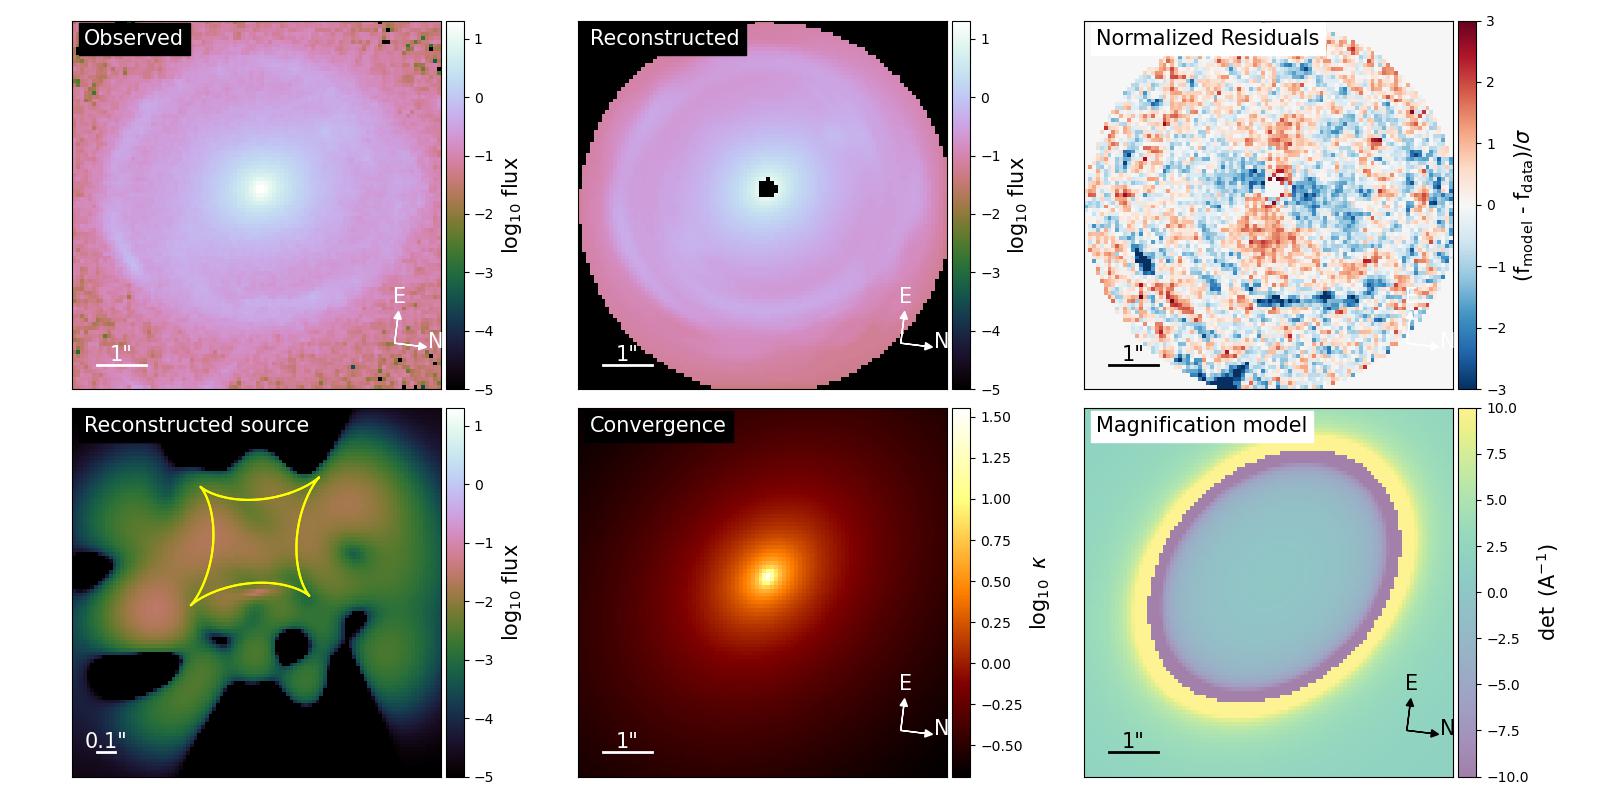 Observed
E
N
1"
1
0
−1
−2
−3
−4
−5
log₁₀ flux
Reconstructed
E
N
1"
1
0
−1
−2
−3
−4
−5
log₁₀ flux
Normalized Residuals
N
1"
3
2
1
0
−1
−2
−3
(f_model - f_data)/σ
Reconstructed source
0.1"
1
0
−1
−2
−3
−4
−5
log₁₀ flux
Convergence
E
N
1"
1.50
1.25
1.00
0.75
0.50
0.25
0.00
−0.25
−0.50
log₁₀ κ
Magnification model
E
N
1"
10.0
7.5
5.0
2.5
0.0
−2.5
−5.0
−7.5
−10.0
det (A⁻¹)